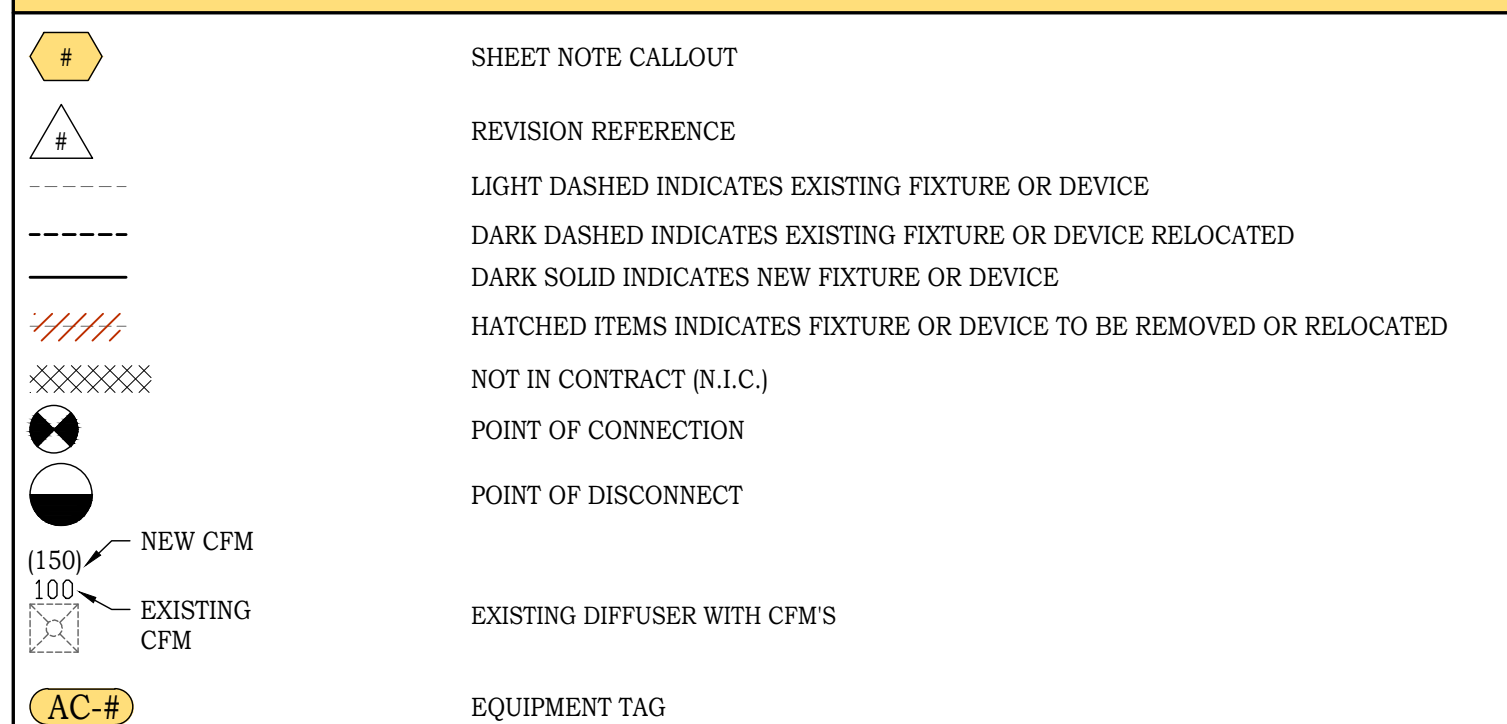 # SHEET NOTE CALLOUT
# REVISION REFERENCE
LIGHT DASHED INDICATES EXISTING FIXTURE OR DEVICE
DARK DASHED INDICATES EXISTING FIXTURE OR DEVICE RELOCATED
DARK SOLID INDICATES NEW FIXTURE OR DEVICE
HATCHED ITEMS INDICATES FIXTURE OR DEVICE TO BE REMOVED OR RELOCATED
NOT IN CONTRACT (N.I.C.)
POINT OF CONNECTION
POINT OF DISCONNECT
NEW CFM
(150)
100
EXISTING
CFM
EXISTING DIFFUSER WITH CFM'S
AC-# EQUIPMENT TAG